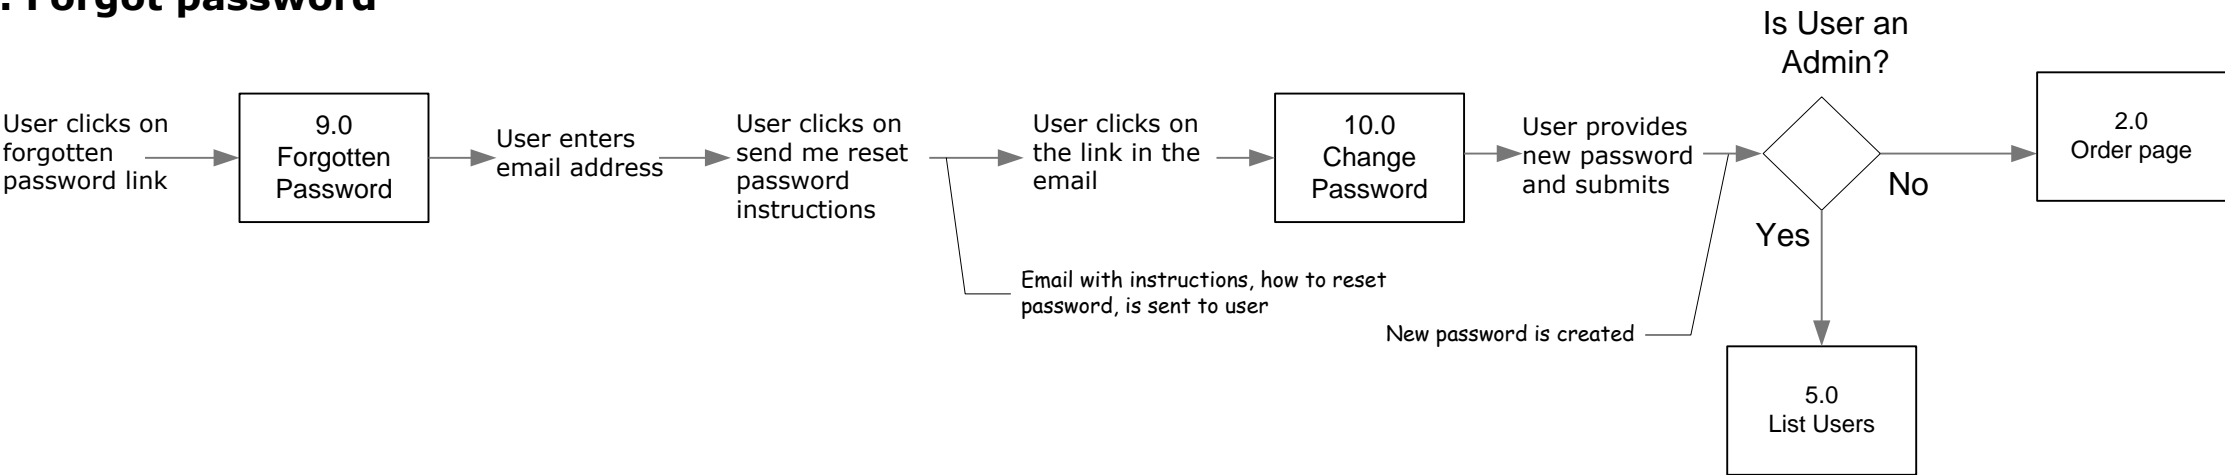 . Forgot password
User clicks on
forgotten
password link
9.0
Forgotten
Password
User enters
email address
User clicks on
send me reset
password
instructions
Email with instructions, how to reset
password, is sent to user
User clicks on
the link in the
email
10.0
Change
Password
User provides
new password
and submits
New password is created
Is User an
Admin?
No
Yes
2.0
Order page
5.0
List Users